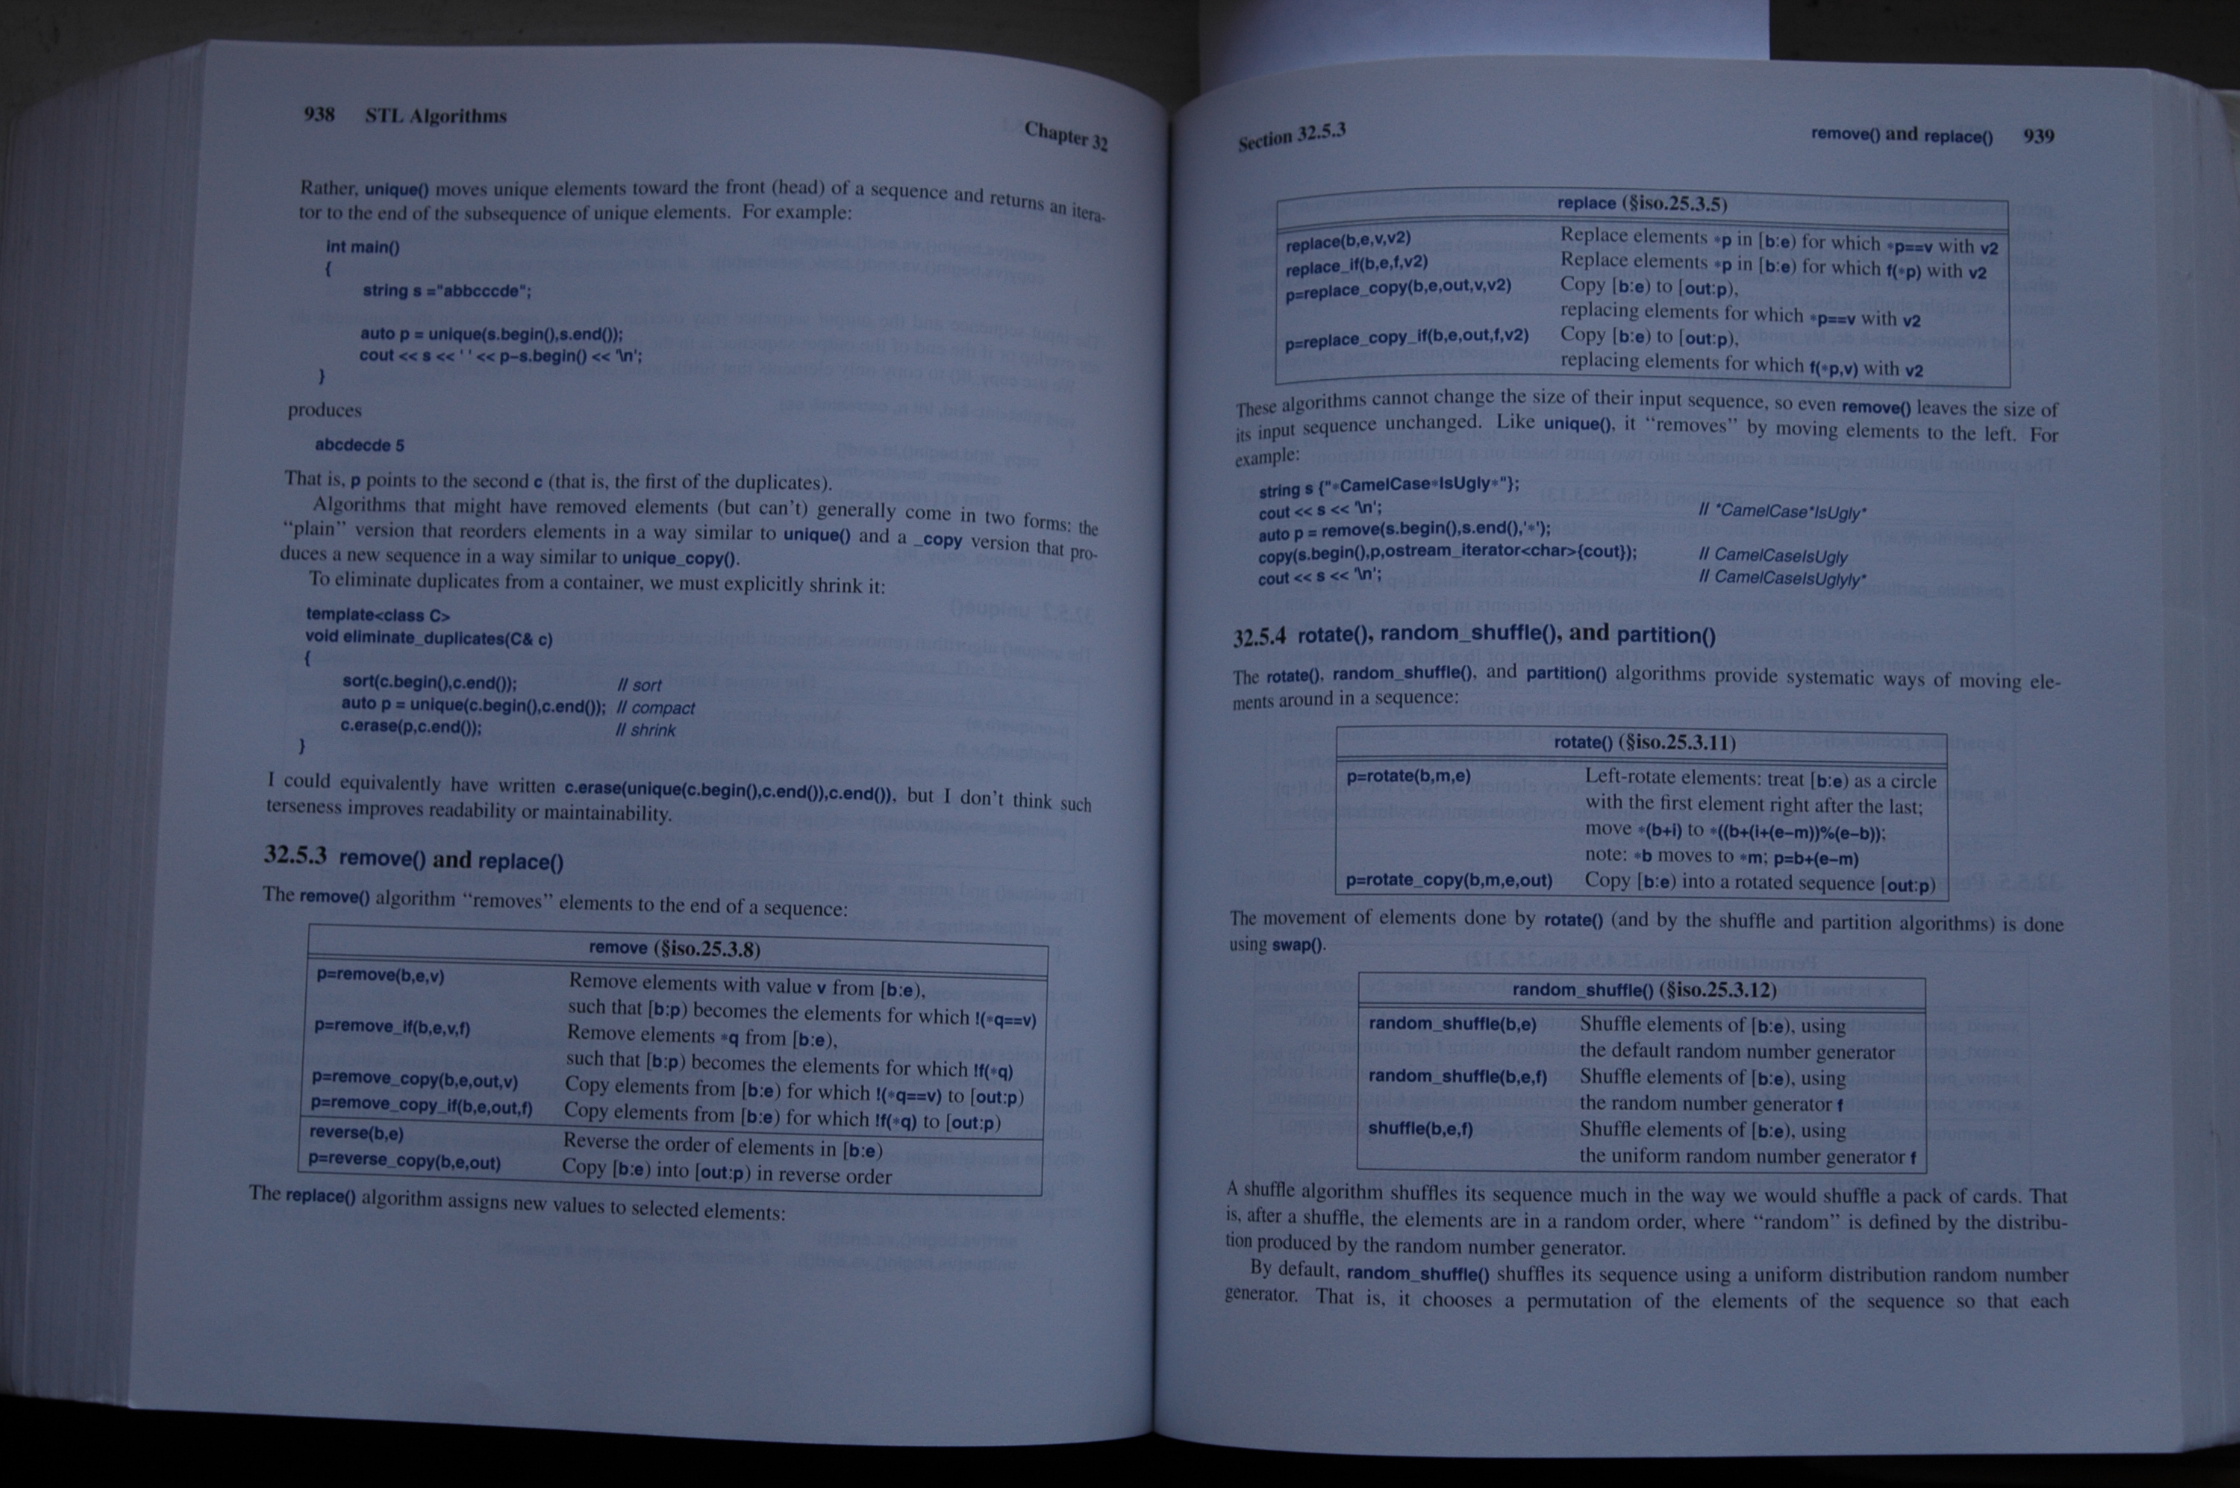 938 STL Algorithms Chapter 32
Rather, unique() moves unique elements toward the front (head) of a sequence and returns an itera-
tor to the end of the subsequence of unique elements. For example:
int main()
{
string s ="abbcccde";
auto p = unique(s.begin(),s.end());
cout << s << ' ' << p−s.begin() << '\n';
}
produces
abcdecde 5
That is, p points to the second c (that is, the first of the duplicates).
Algorithms that might have removed elements (but can't) generally come in two forms: the
"plain" version that reorders elements in a way similar to unique() and a _copy version that pro-
duces a new sequence in a way similar to unique_copy().
To eliminate duplicates from a container, we must explicitly shrink it:
template<class C>
void eliminate_duplicates(C& c)
{
sort(c.begin(),c.end()); // sort
auto p = unique(c.begin(),c.end()); // compact
c.erase(p,c.end()); // shrink
}
I could equivalently have written c.erase(unique(c.begin(),c.end()),c.end()), but I don't think such
terseness improves readability or maintainability.
32.5.3 remove() and replace()
The remove() algorithm "removes" elements to the end of a sequence:
remove (§iso.25.3.8)
p=remove(b,e,v) Remove elements with value v from [b:e),
such that [b:p) becomes the elements for which !(*q==v)
p=remove_if(b,e,v,f) Remove elements *q from [b:e),
such that [b:p) becomes the elements for which !f(*q)
p=remove_copy(b,e,out,v) Copy elements from [b:e) for which !(*q==v) to [out:p)
p=remove_copy_if(b,e,out,f) Copy elements from [b:e) for which !f(*q) to [out:p)
reverse(b,e) Reverse the order of elements in [b:e)
p=reverse_copy(b,e,out) Copy [b:e) into [out:p) in reverse order
The replace() algorithm assigns new values to selected elements:
Section 32.5.3 remove() and replace() 939
replace (§iso.25.3.5)
replace(b,e,v,v2) Replace elements *p in [b:e) for which *p==v with v2
replace_if(b,e,f,v2) Replace elements *p in [b:e) for which f(*p) with v2
p=replace_copy(b,e,out,v,v2) Copy [b:e) to [out:p),
replacing elements for which *p==v with v2
p=replace_copy_if(b,e,out,f,v2) Copy [b:e) to [out:p),
replacing elements for which f(*p,v) with v2
These algorithms cannot change the size of their input sequence, so even remove() leaves the size of
its input sequence unchanged. Like unique(), it "removes" by moving elements to the left. For
example:
string s {"*CamelCase*IsUgly*"};
cout << s << '\n'; // *CamelCase*IsUgly*
auto p = remove(s.begin(),s.end(),'*');
copy(s.begin(),p,ostream_iterator<char>{cout}); // CamelCaseIsUgly
cout << s << '\n'; // CamelCaseIsUglyly*
32.5.4 rotate(), random_shuffle(), and partition()
The rotate(), random_shuffle(), and partition() algorithms provide systematic ways of moving ele-
ments around in a sequence:
rotate() (§iso.25.3.11)
p=rotate(b,m,e) Left-rotate elements: treat [b:e) as a circle
with the first element right after the last;
move *(b+i) to *((b+(i+(e−m))%(e−b));
note: *b moves to *m; p=b+(e−m)
p=rotate_copy(b,m,e,out) Copy [b:e) into a rotated sequence [out:p)
The movement of elements done by rotate() (and by the shuffle and partition algorithms) is done
using swap().
random_shuffle() (§iso.25.3.12)
random_shuffle(b,e) Shuffle elements of [b:e), using
the default random number generator
random_shuffle(b,e,f) Shuffle elements of [b:e), using
the random number generator f
shuffle(b,e,f) Shuffle elements of [b:e), using
the uniform random number generator f
A shuffle algorithm shuffles its sequence much in the way we would shuffle a pack of cards. That
is, after a shuffle, the elements are in a random order, where "random" is defined by the distribu-
tion produced by the random number generator.
By default, random_shuffle() shuffles its sequence using a uniform distribution random number
generator. That is, it chooses a permutation of the elements of the sequence so that each